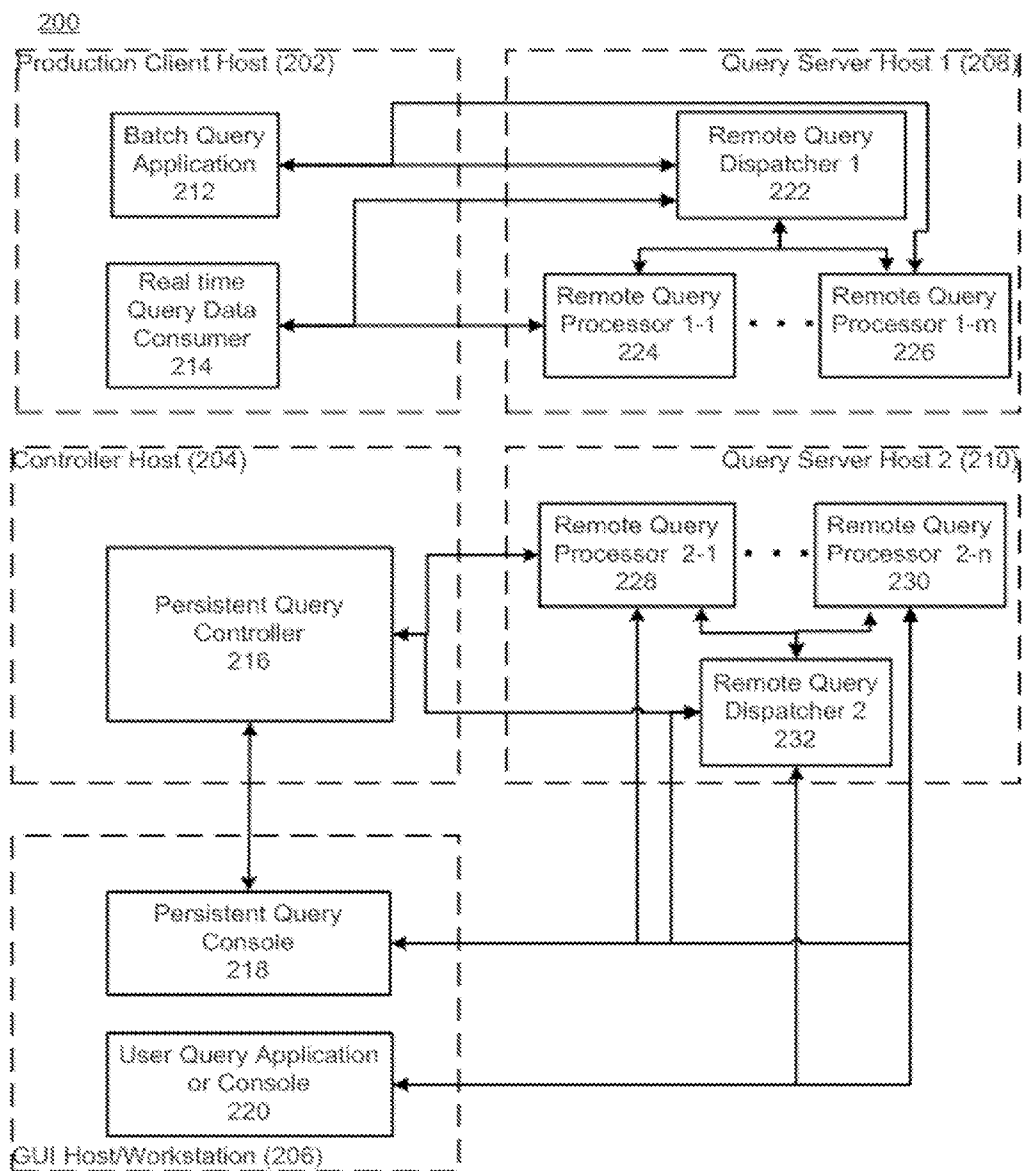 200
Production Client Host (202)
Query Server Host 1 (208)
Batch Query
Application
212
Remote Query
Dispatcher 1
222
Real time
Query Data
Consumer
214
Remote Query
Processor 1-1
224
Remote Query
Processor 1-m
226
Controller Host (204)
Query Server Host 2 (210)
Persistent Query
Controller
216
Remote Query
Processor 2-1
228
Remote Query
Processor 2-n
230
Remote Query
Dispatcher 2
232
Persistent Query
Console
218
User Query Application
or Console
220
GUI Host/Workstation (206)